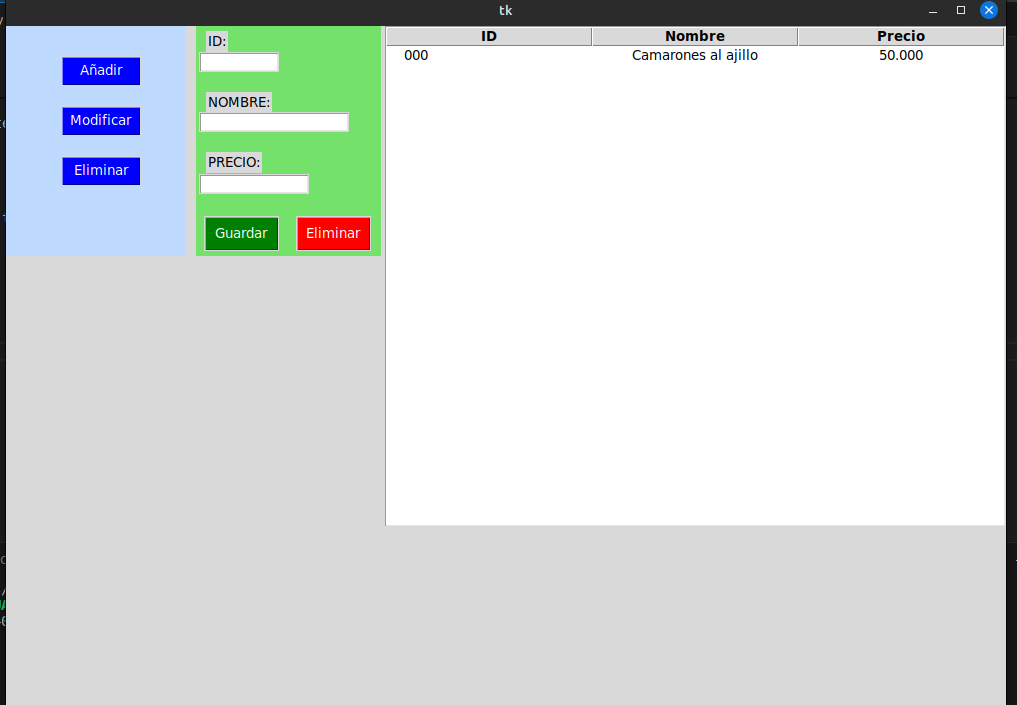 tk
Añadir
Modificar
Eliminar
ID:
NOMBRE:
PRECIO:
Guardar Eliminar
ID Nombre Precio
000 Camarones al ajillo 50.000